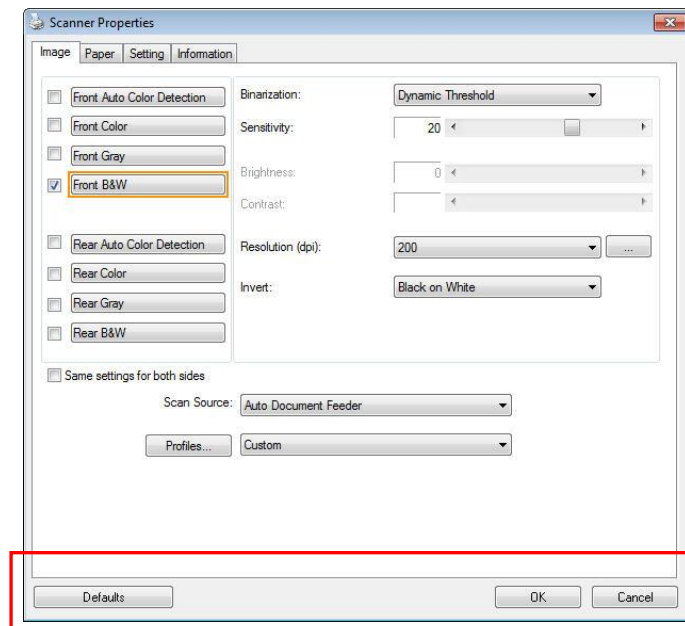 Scanner Properties
Image Paper Setting Information
Front Auto Color Detection
Front Color
Front Gray
Front B&W
Rear Auto Color Detection
Rear Color
Rear Gray
Rear B&W
Binarization: Dynamic Threshold
Sensitivity: 20
Brightness: 0
Contrast:
Resolution (dpi): 200 ...
Invert: Black on White
Same settings for both sides
Scan Source: Auto Document Feeder
Profiles... Custom
Defaults OK Cancel